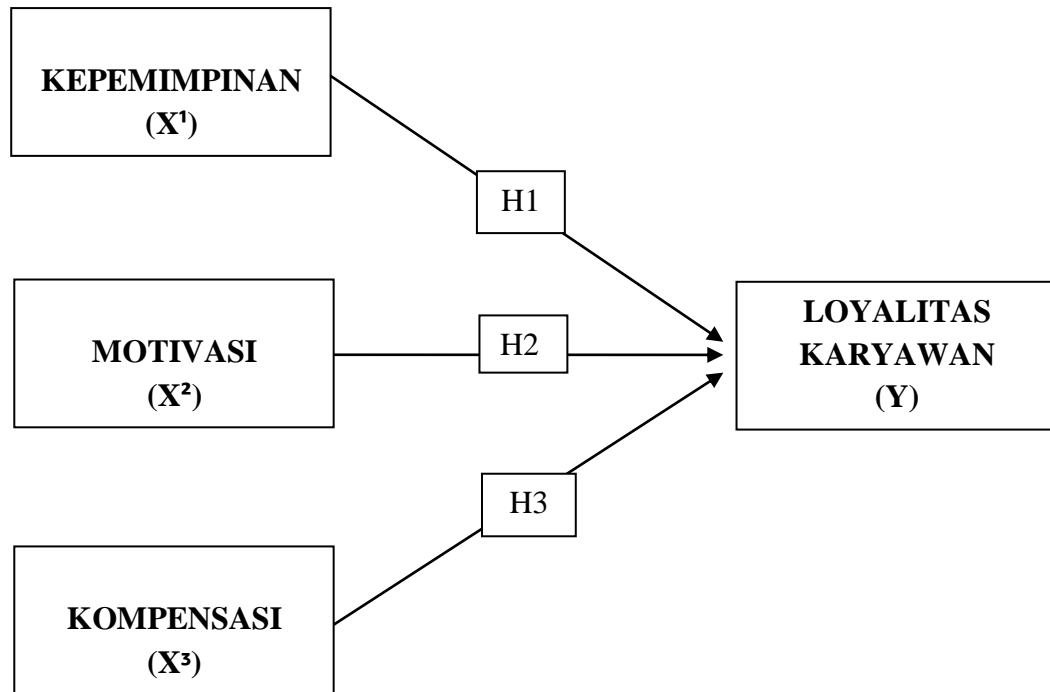 KEPEMIMPINAN
(X¹)
H1
MOTIVASI
(X²)
H2
LOYALITAS
KARYAWAN
(Y)
H3
KOMPENSASI
(X³)